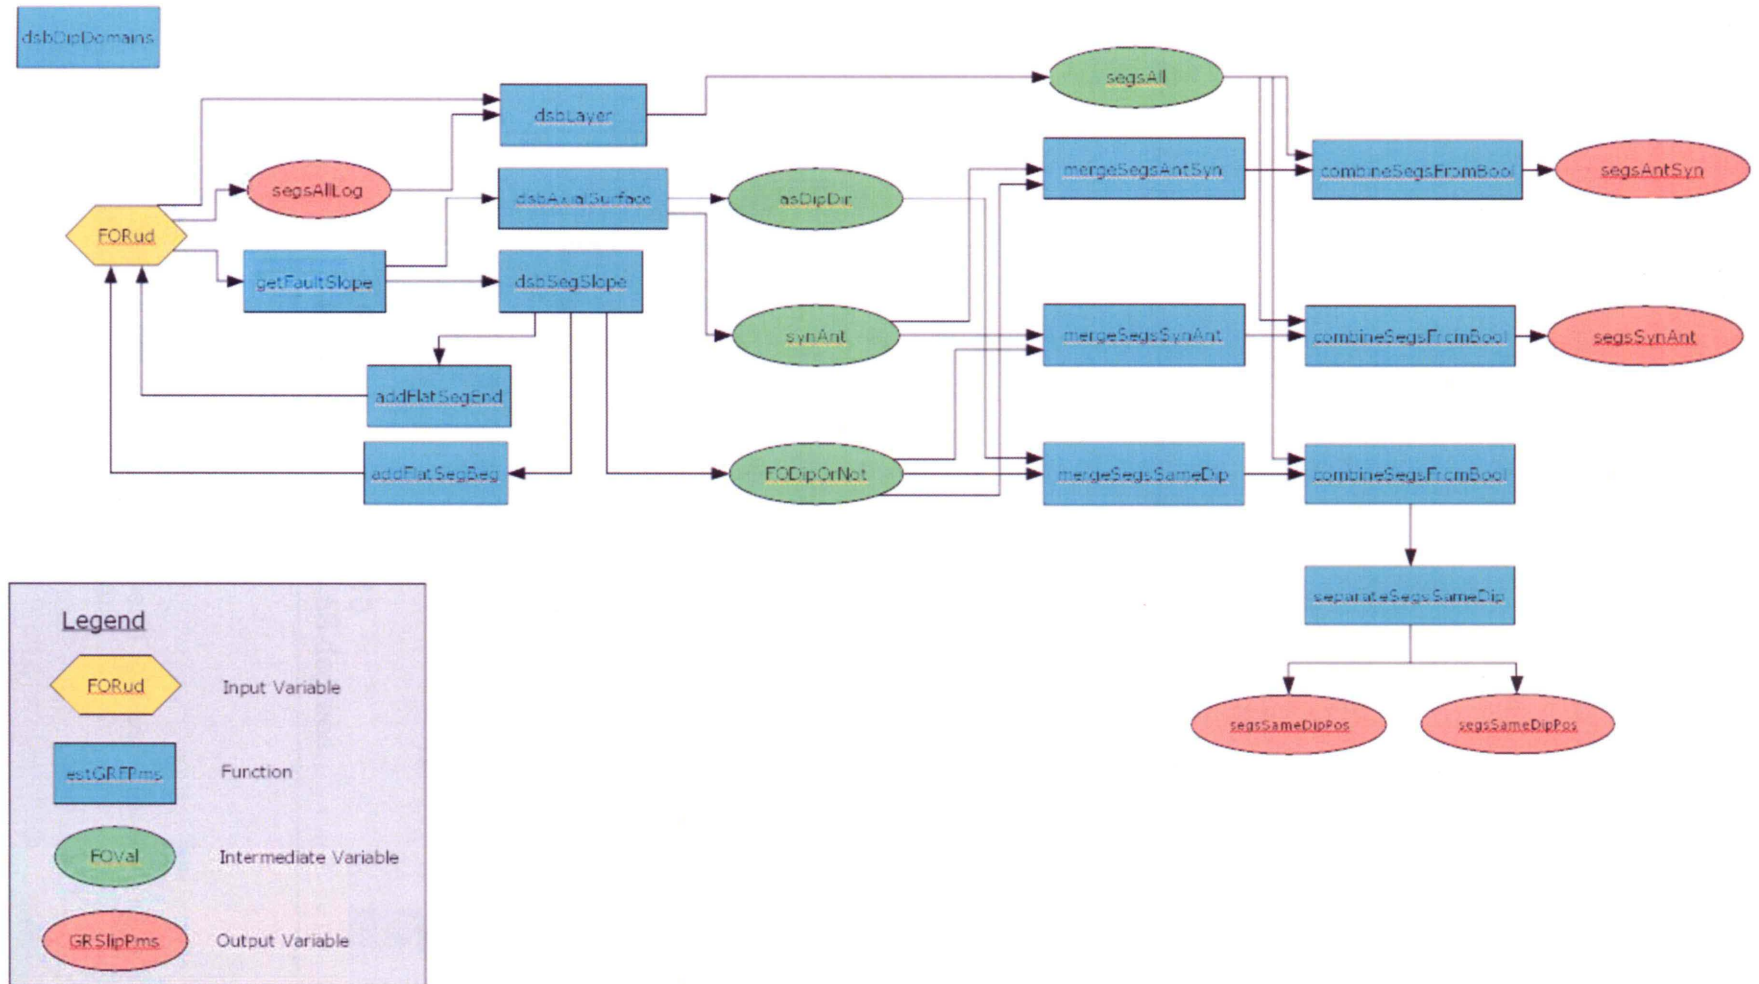 dsbDipDomains
segsAll
dsbLayer
mergeSegsAntSyn
combineSegsFromBool
segsAntSyn
segsAllLog
dsbAxialSurface
asDipDir
FORud
getFaultSlope
dsbSegSlope
synAnt
mergeSegsSynAnt
combineSegsFromBool
segsSynAnt
addFlatSegEnd
addFlatSegBeg
FODipOrNot
mergeSegsSameDip
combineSegsFromBool
separateSegsSameDip
segsSameDipPos
segsSameDipPos
Legend
FORud
Input Variable
estGRFPms
Function
FOVal
Intermediate Variable
GRSlipPms
Output Variable